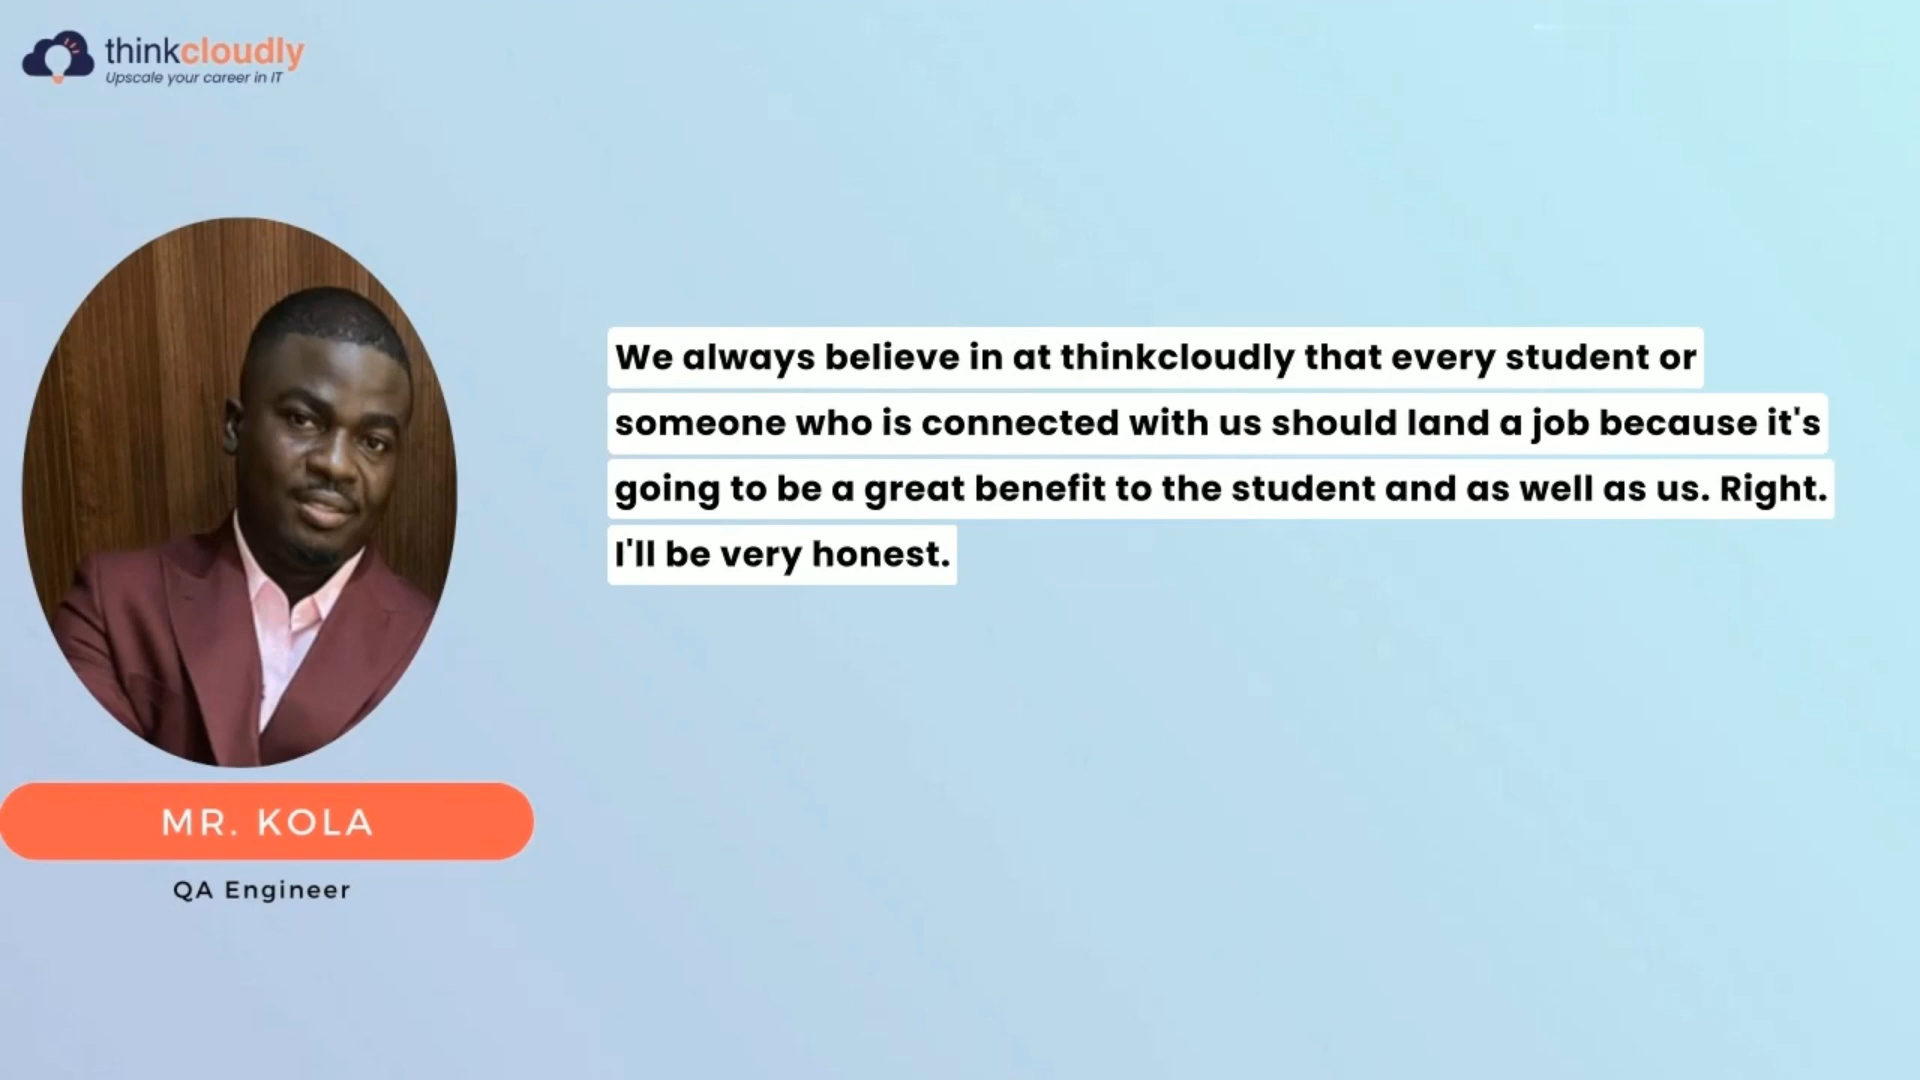 thinkcloudly
Upscale your career in IT
We always believe in at thinkcloudly that every student or
someone who is connected with us should land a job because it's
going to be a great benefit to the student and as well as us. Right.
I'll be very honest.
MR. KOLA
QA Engineer